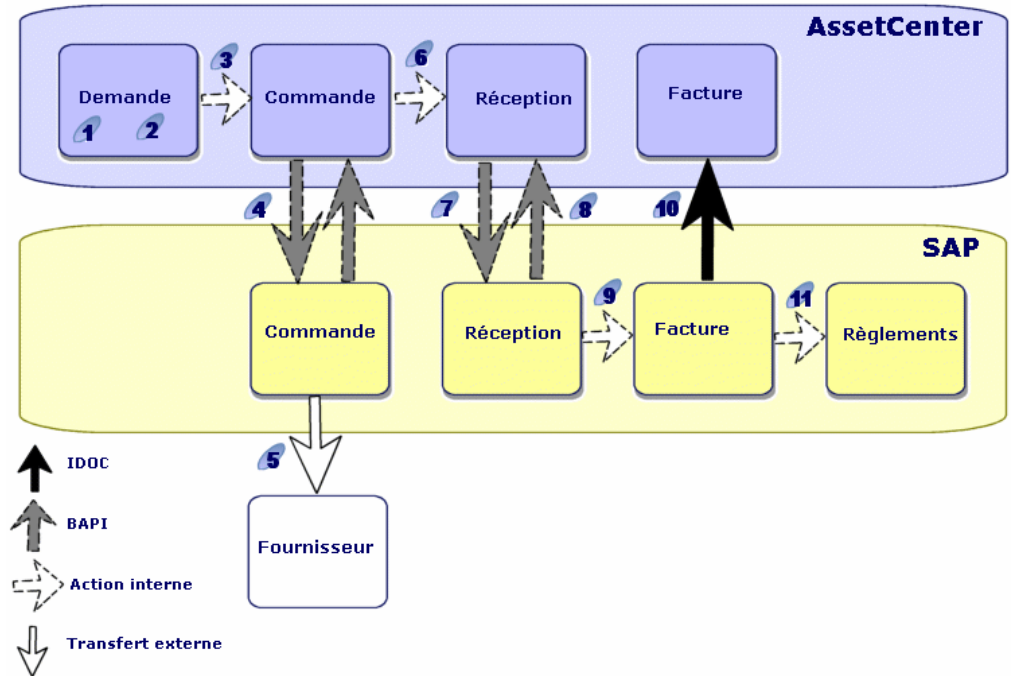 AssetCenter
3
6
Demande
Commande
Réception
Facture
1
2
4
7
8
10
SAP
9
11
Commande
Réception
Facture
Règlements
5
IDOC
BAPI
Fournisseur
Action interne
Transfert externe